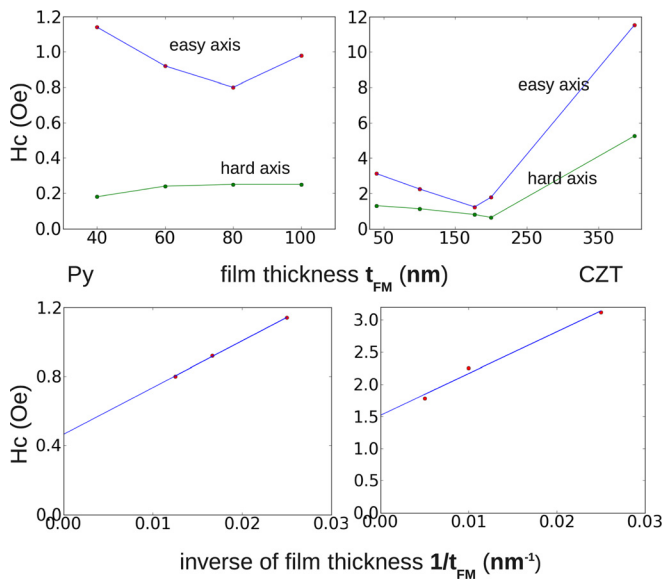 1.2
1.0
0.8
0.6
0.4
0.2
0.0
Hc (Oe)
easy axis
hard axis
40 60 80 100
12
10
8
6
4
2
0
easy axis
hard axis
50 150 250 350
Py film thickness t_FM (nm) CZT
1.2
0.8
0.4
0.0
Hc (Oe)
0.00 0.01 0.02 0.03
3.0
2.5
2.0
1.5
1.0
0.5
0.0
0.00 0.01 0.02 0.03
inverse of film thickness 1/t_FM (nm⁻¹)